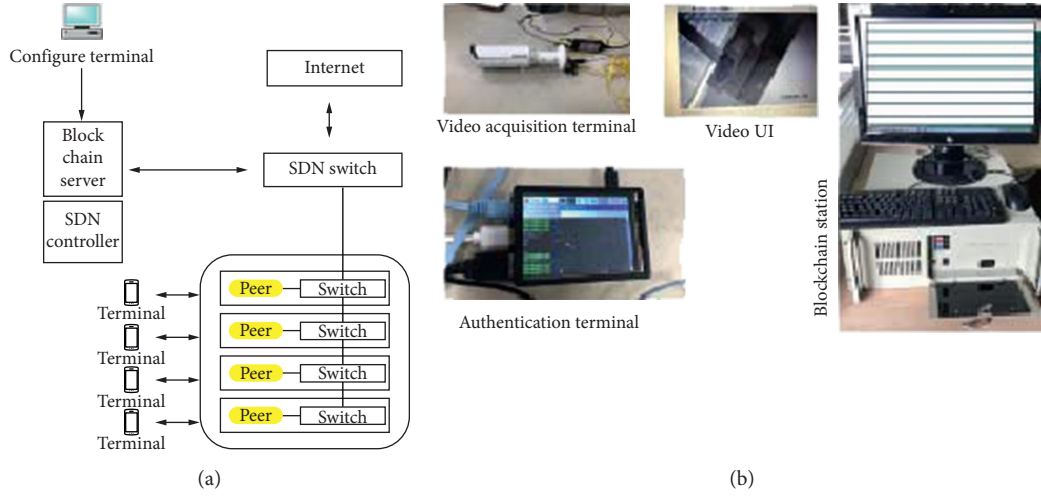 Configure terminal
Block
chain
server
SDN
controller
Internet
SDN switch
Peer
Switch
Terminal
Peer
Switch
Terminal
Peer
Switch
Terminal
Peer
Switch
Terminal
(a)
Video acquisition terminal
Video UI
Authentication terminal
Blockchain station
(b)